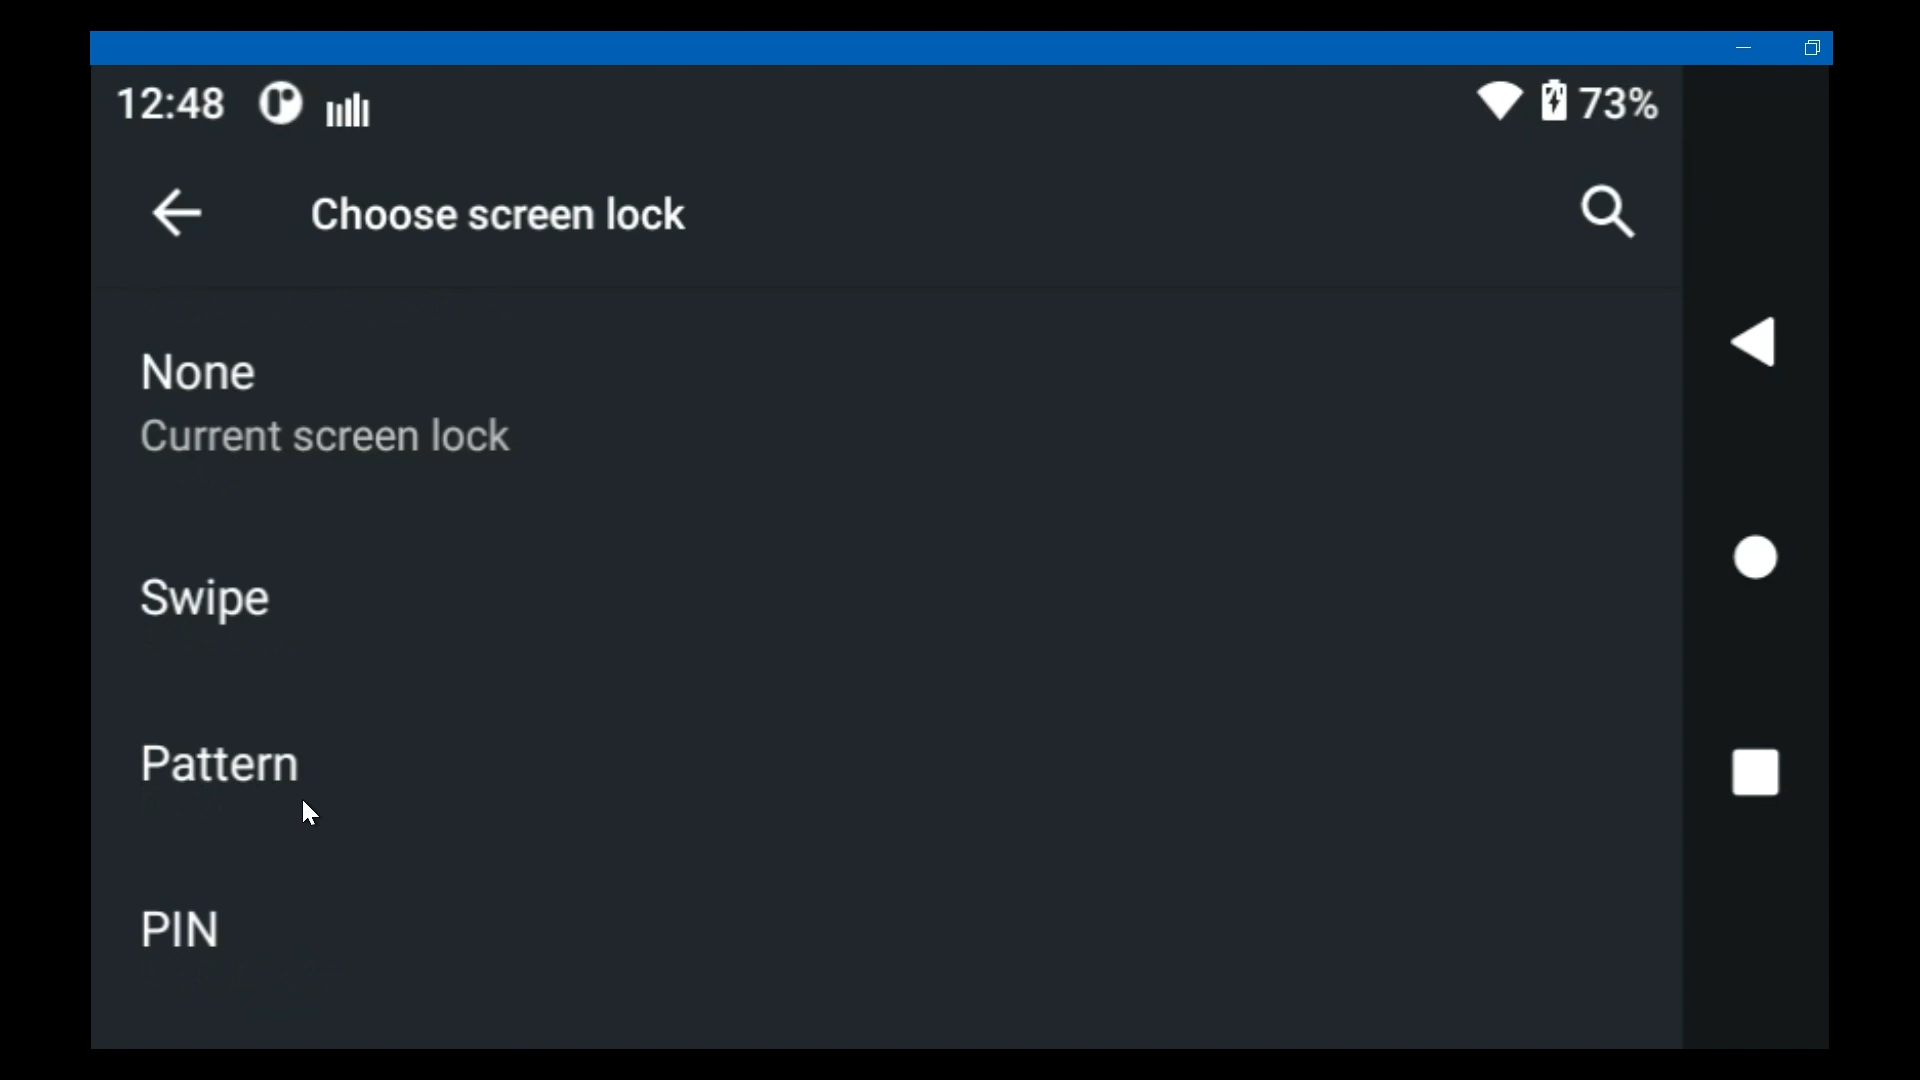 12:48 73%
Choose screen lock
None
Current screen lock
Swipe
Pattern
PIN